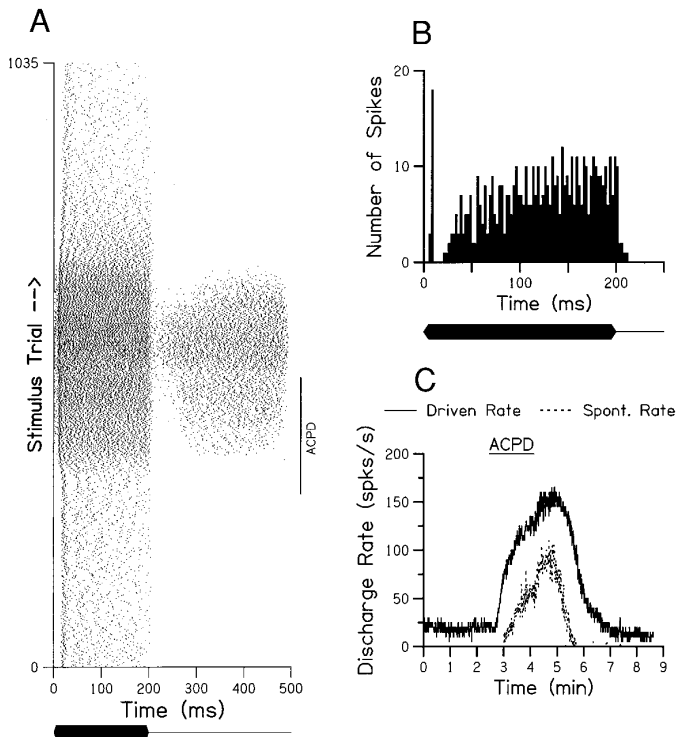 A
1035
Stimulus Trial -->
0
ACPD
0 100 200 300 400 500
Time (ms)
B
20
10
0
Number of Spikes
0 100 200
Time (ms)
C
Driven Rate Spont. Rate
ACPD
200
150
100
50
0
Discharge Rate (spks/s)
0 1 2 3 4 5 6 7 8 9
Time (min)